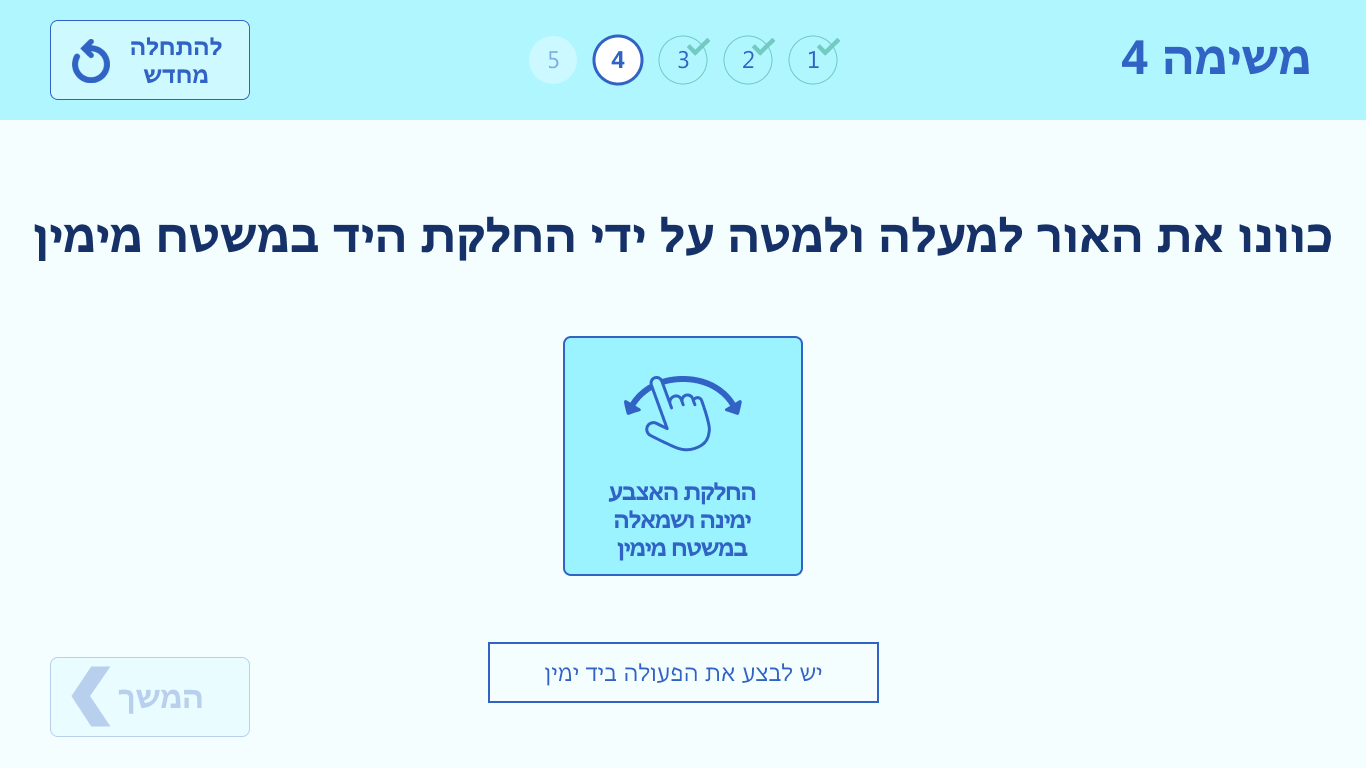 משימה 4
1
2
3
4
5
להתחלה
מחדש
כוונו את האור למעלה ולמטה על ידי החלקת היד במשטח מימין
החלקת האצבע
ימינה ושמאלה
במשטח מימין
יש לבצע את הפעולה ביד ימין
המשך